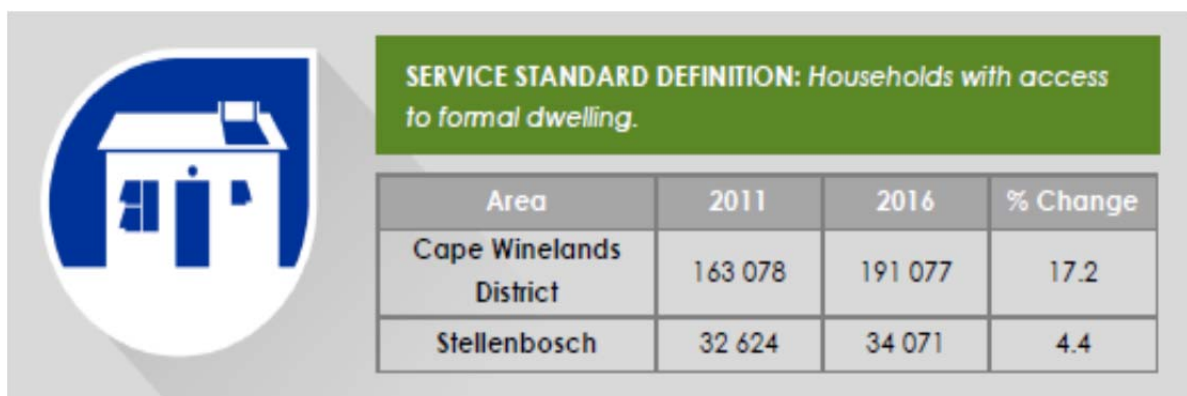 SERVICE STANDARD DEFINITION: Households with access
to formal dwelling.
Area 2011 2016 % Change
Cape Winelands
District 163 078 191 077 17.2
Stellenbosch 32 624 34 071 4.4